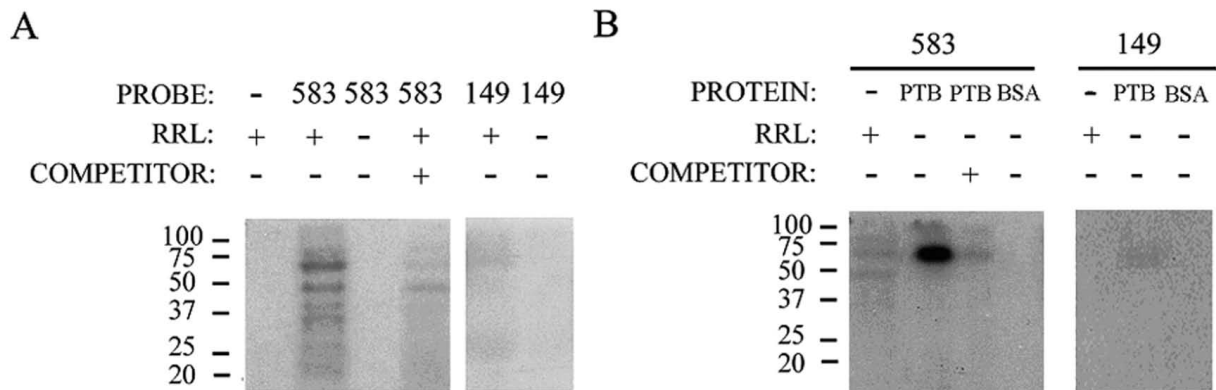 A
PROBE: - 583 583 583 149 149
RRL: + + - + + -
COMPETITOR: - - - + - -
100
75
50
37
25
20
B
583 149
PROTEIN: - PTB PTB BSA - PTB BSA
RRL: + - - - + - -
COMPETITOR: - - + - - - -
100
75
50
37
25
20